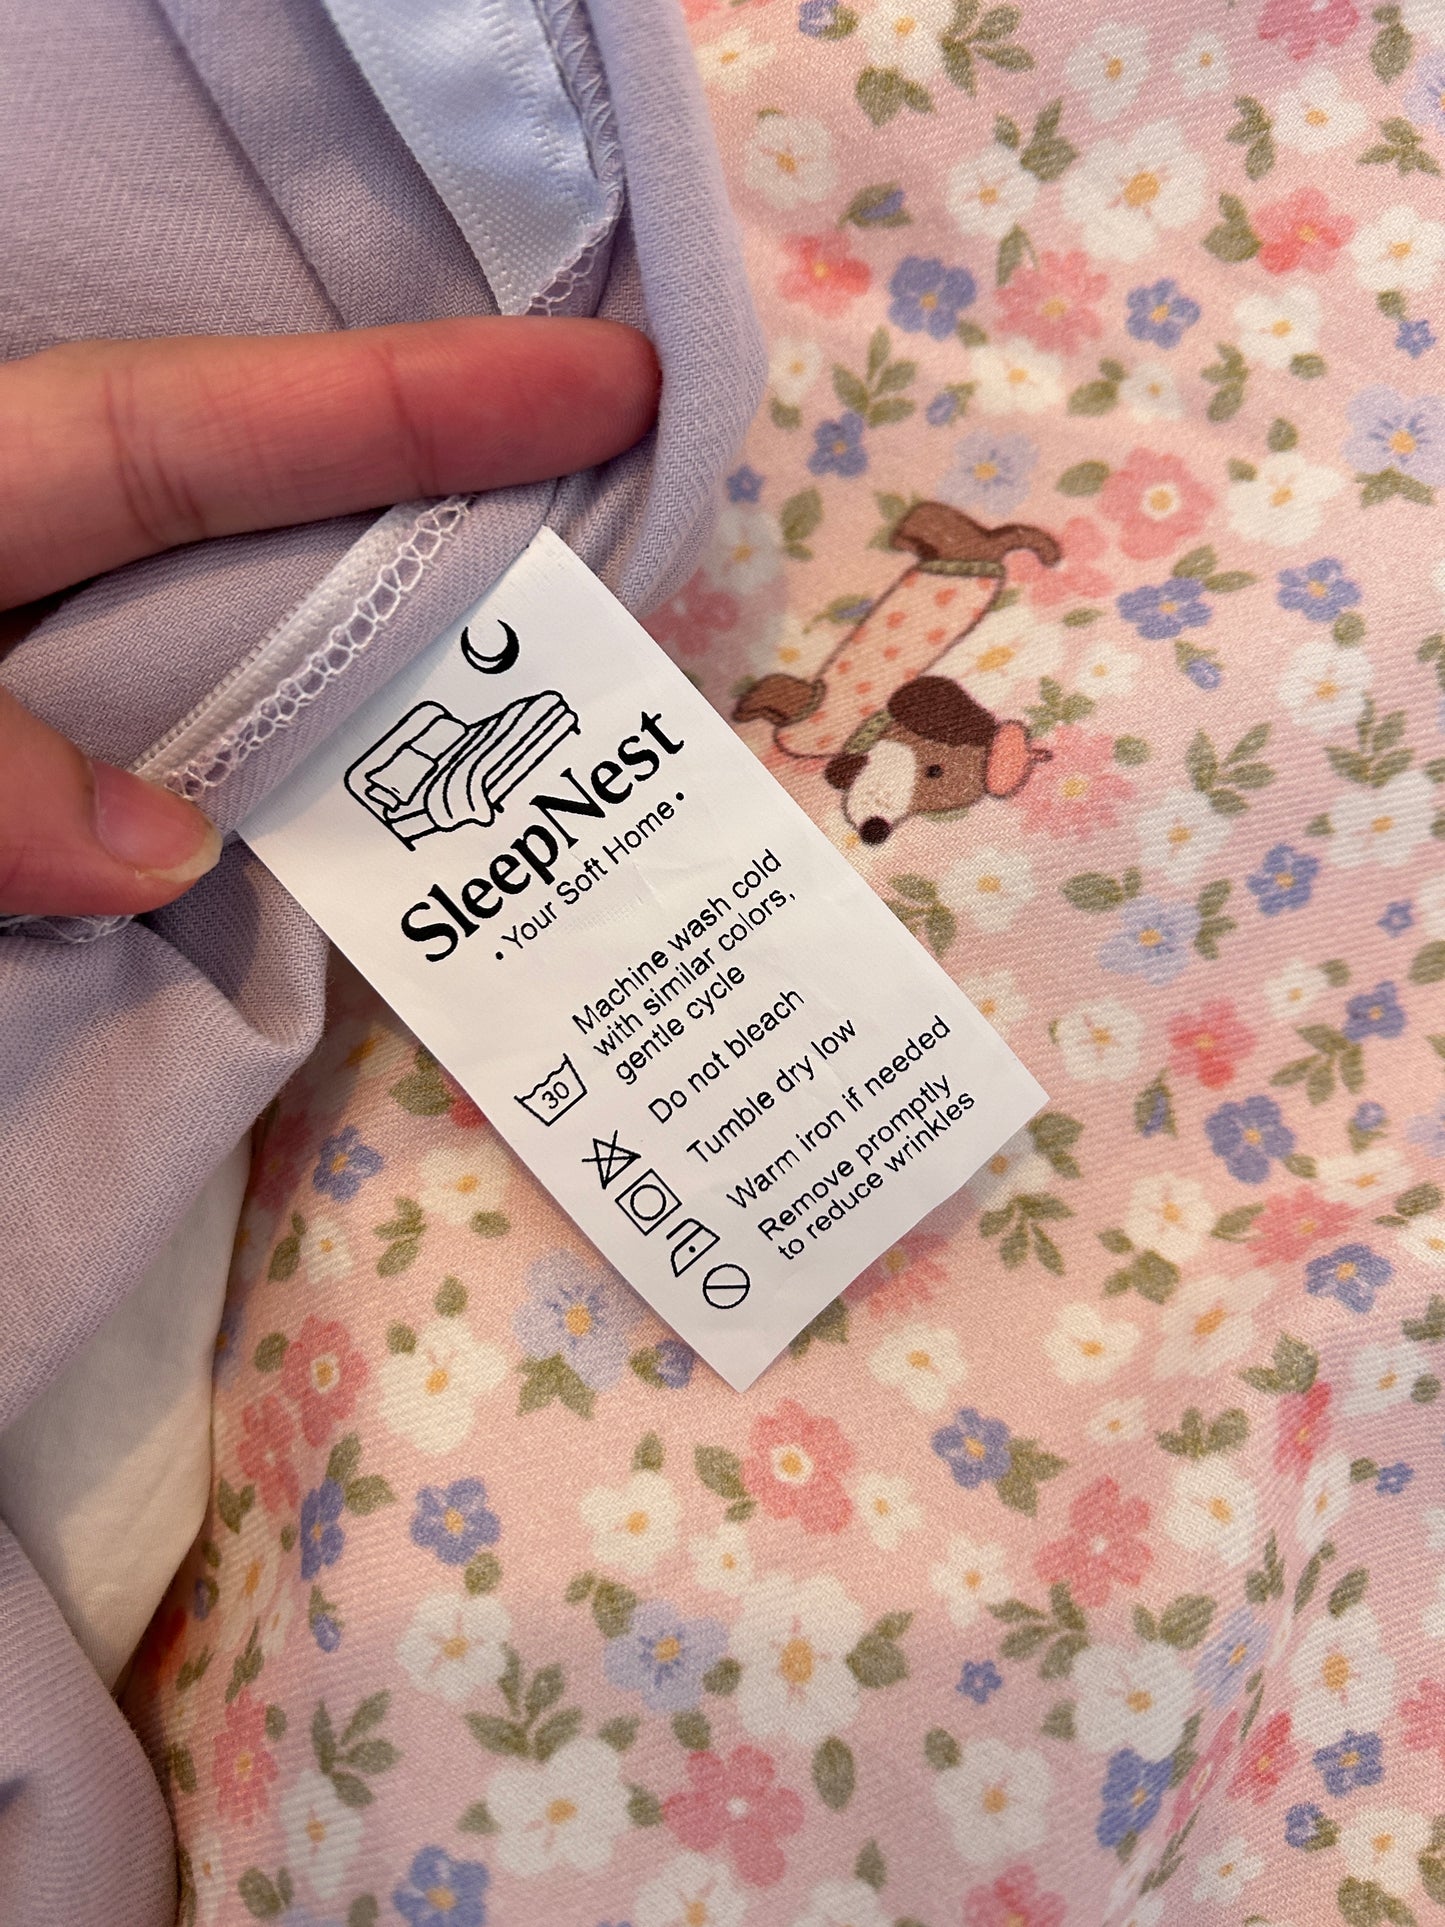 SleepNest
• Your Soft Home •
30
Machine wash cold
with similar colors,
gentle cycle
Do not bleach
Tumble dry low
Warm iron if needed
Remove promptly
to reduce wrinkles